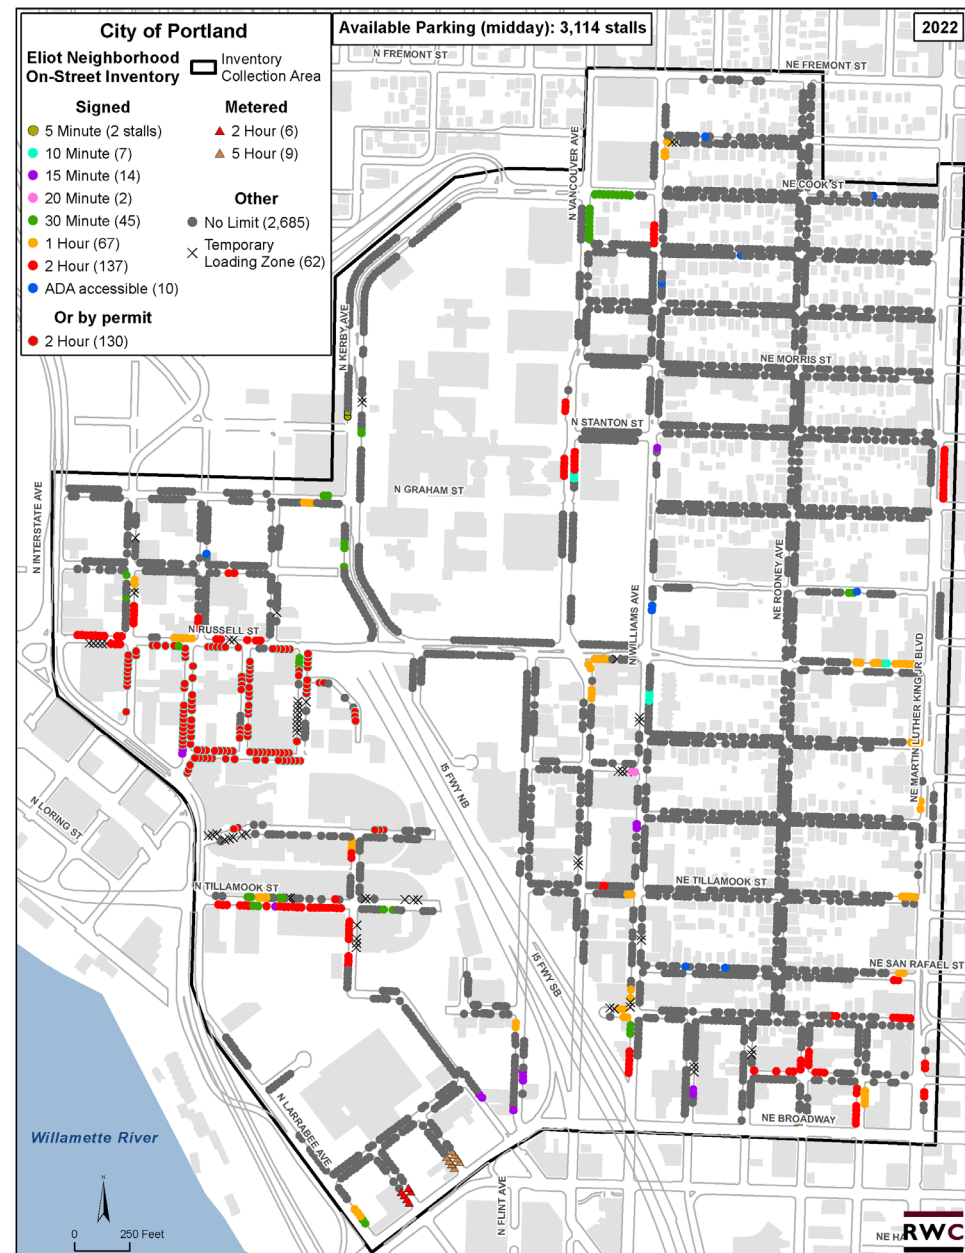 City of Portland
Eliot Neighborhood
On-Street Inventory
Inventory
Collection Area
Signed
5 Minute (2 stalls)
10 Minute (7)
15 Minute (14)
20 Minute (2)
30 Minute (45)
1 Hour (67)
2 Hour (137)
ADA accessible (10)
Or by permit
2 Hour (130)
Metered
2 Hour (6)
5 Hour (9)
Other
No Limit (2,685)
Temporary
Loading Zone (62)
Available Parking (midday): 3,114 stalls
2022
N FREMONT ST
NE FREMONT ST
N VANCOUVER AVE
NE COOK ST
N KERBY AVE
NE MORRIS ST
N STANTON ST
N GRAHAM ST
N INTERSTATE AVE
NE RODNEY AVE
N WILLIAMS AVE
N RUSSELL ST
NE MARTIN LUTHER KING JR BLVD
I5 FWY NB
N LORING ST
N TILLAMOOK ST
NE TILLAMOOK ST
I5 FWY SB
NE SAN RAFAEL ST
N LARRABEE AVE
NE BROADWAY
Willamette River
N FLINT AVE
N
0 250 Feet
RWC